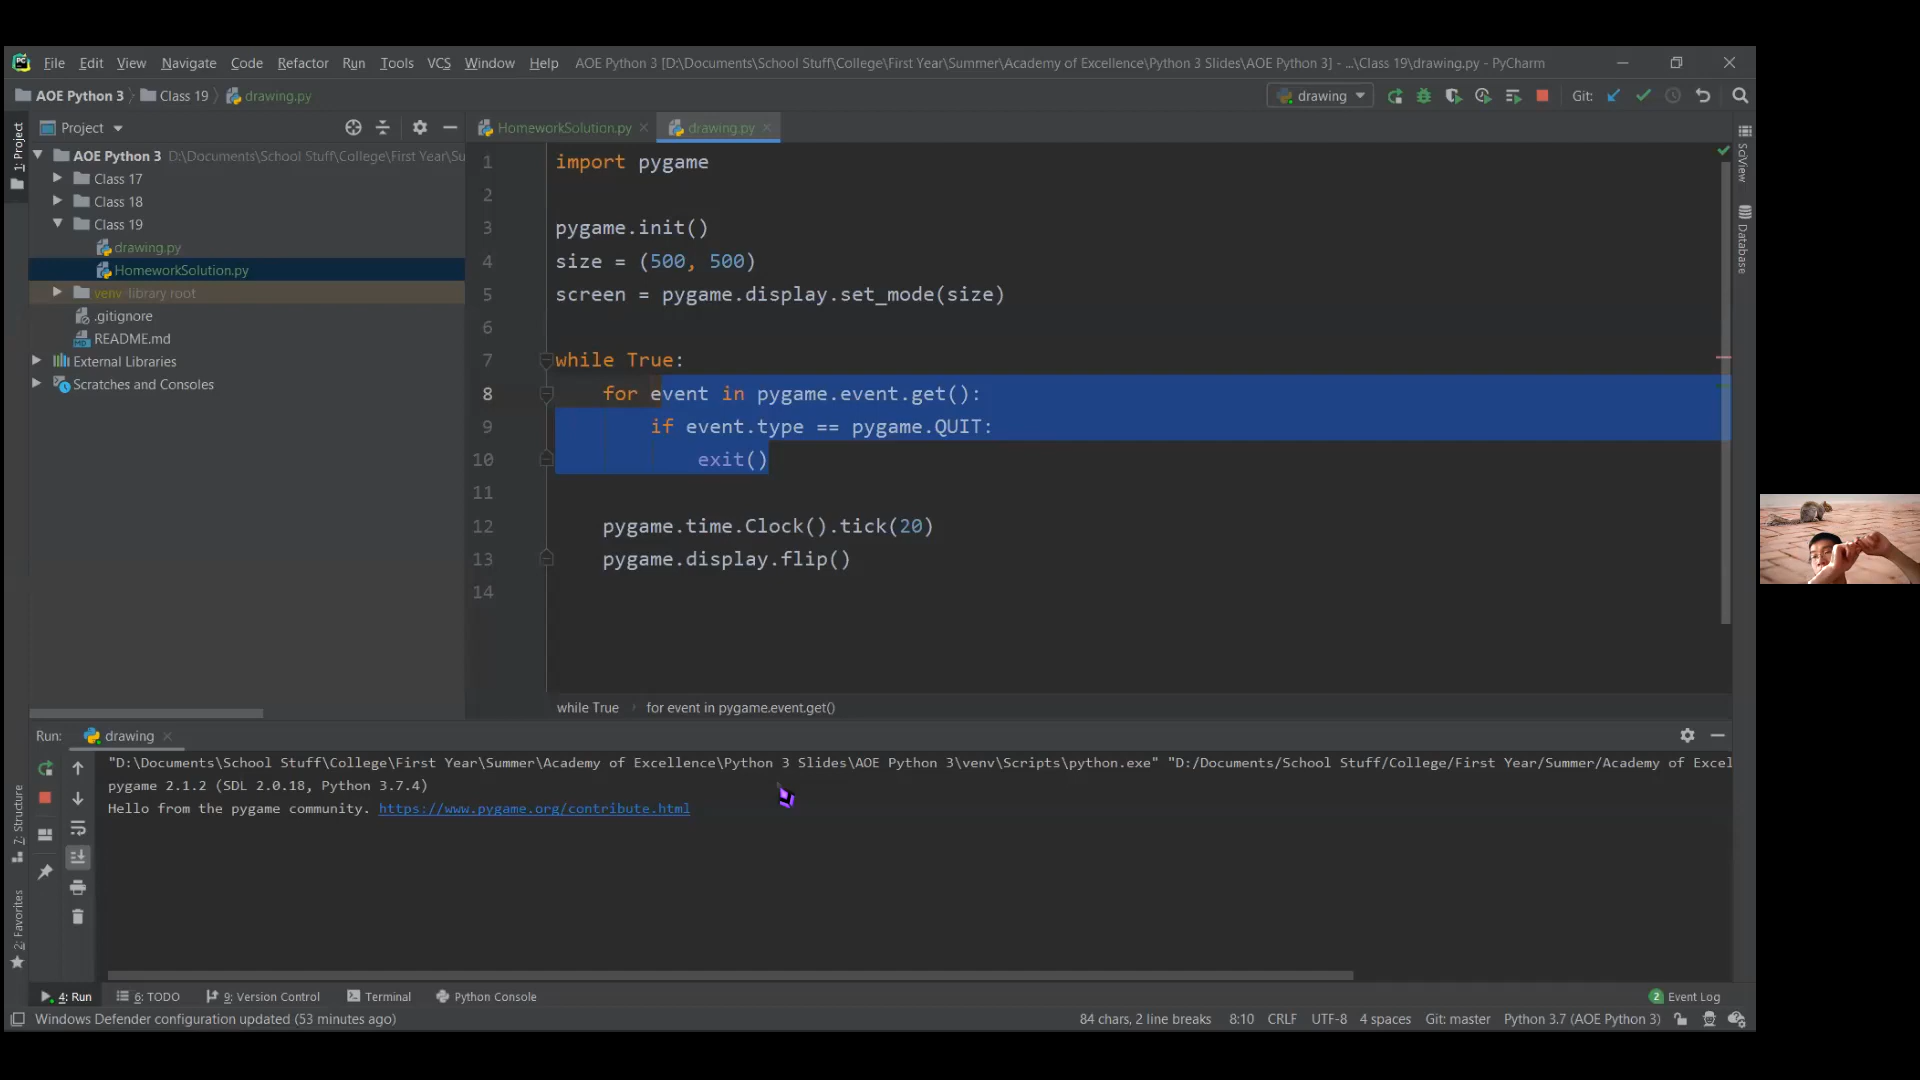 File Edit View Navigate Code Refactor Run Tools VCS Window Help AOE Python 3 [D:\Documents\School Stuff\College\First Year\Summer\Academy of Excellence\Python 3 Slides\AOE Python 3] - ...\Class 19\drawing.py - PyCharm
AOE Python 3 Class 19 drawing.py drawing Git:
1: Project
Project
HomeworkSolution.py drawing.py
AOE Python 3 D:\Documents\School Stuff\College\First Year\Su
Class 17
Class 18
Class 19
drawing.py
HomeworkSolution.py
venv library root
.gitignore
README.md
External Libraries
Scratches and Consoles
1 import pygame
2
3 pygame.init()
4 size = (500, 500)
5 screen = pygame.display.set_mode(size)
6
7 while True:
8 for event in pygame.event.get():
9 if event.type == pygame.QUIT:
10 exit()
11
12 pygame.time.Clock().tick(20)
13 pygame.display.flip()
14
while True for event in pygame.event.get()
SciView
Database
Run: drawing
"D:\Documents\School Stuff\College\First Year\Summer\Academy of Excellence\Python 3 Slides\AOE Python 3\venv\Scripts\python.exe" "D:/Documents/School Stuff/College/First Year/Summer/Academy of Excel
pygame 2.1.2 (SDL 2.0.18, Python 3.7.4)
Hello from the pygame community. https://www.pygame.org/contribute.html
7: Structure
2: Favorites
4: Run 6: TODO 9: Version Control Terminal Python Console 2 Event Log
Windows Defender configuration updated (53 minutes ago) 84 chars, 2 line breaks 8:10 CRLF UTF-8 4 spaces Git: master Python 3.7 (AOE Python 3)